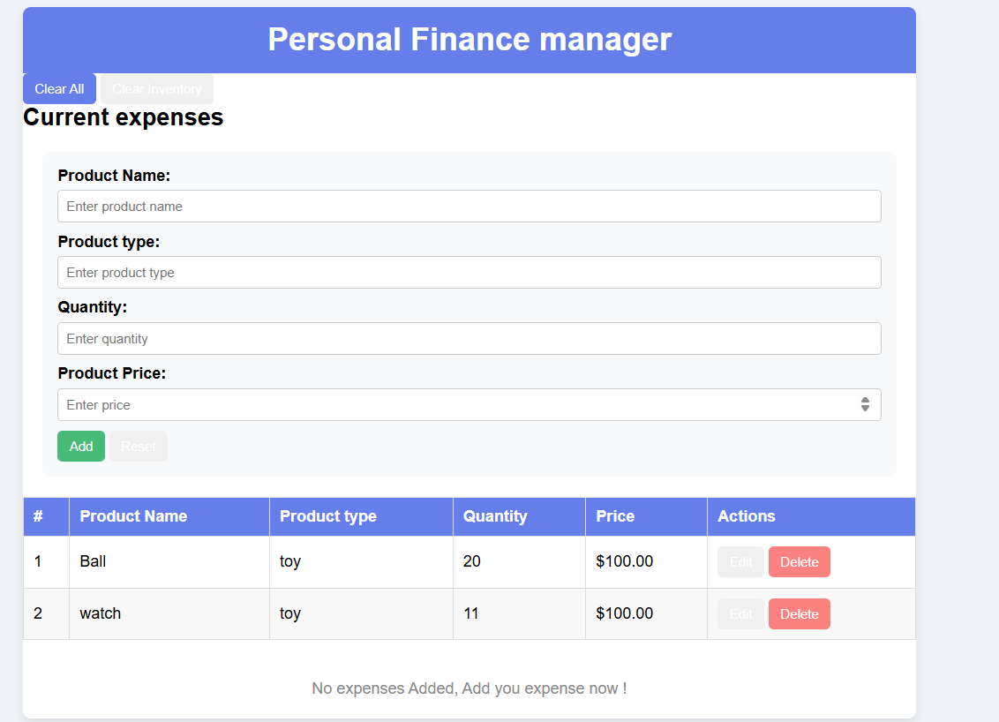 Personal Finance manager
Clear All Clear Inventory
Current expenses
Product Name:
Enter product name
Product type:
Enter product type
Quantity:
Enter quantity
Product Price:
Enter price
Add Reset
# Product Name Product type Quantity Price Actions
1 Ball toy 20 $100.00 Edit Delete
2 watch toy 11 $100.00 Edit Delete
No expenses Added, Add you expense now !